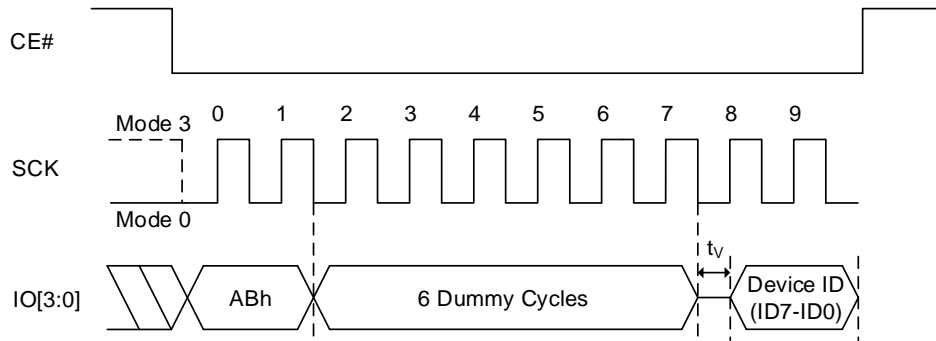 CE#
0 1 2 3 4 5 6 7 8 9
Mode 3
SCK
Mode 0
tV
IO[3:0]
ABh
6 Dummy Cycles
Device ID
(ID7-ID0)